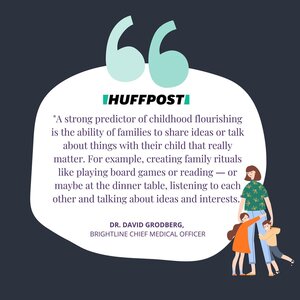 HUFFPOST
"A strong predictor of childhood flourishing
is the ability of families to share ideas or talk
about things with their child that really
matter. For example, creating family rituals
like playing board games or reading — or
maybe at the dinner table, listening to each
other and talking about ideas and interests.
DR. DAVID GRODBERG,
BRIGHTLINE CHIEF MEDICAL OFFICER